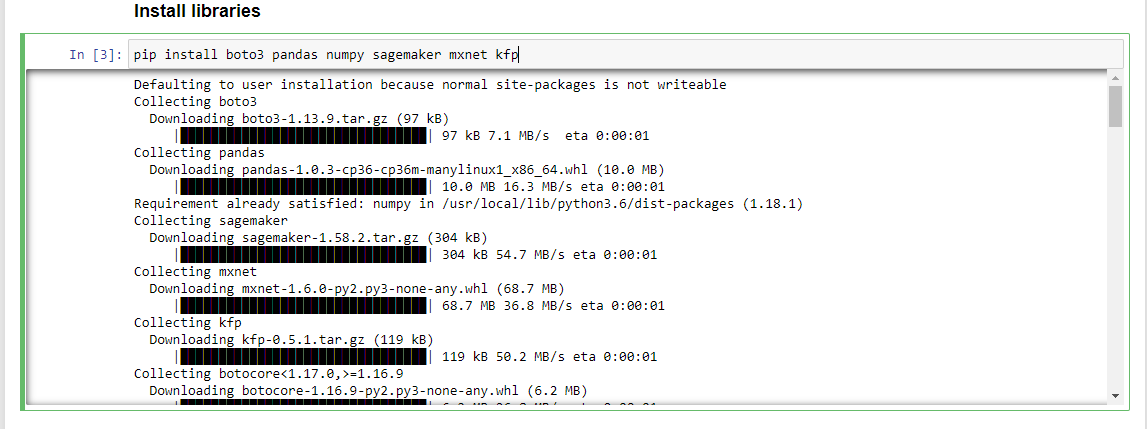 Install libraries
In [3]: pip install boto3 pandas numpy sagemaker mxnet kfp
Defaulting to user installation because normal site-packages is not writeable
Collecting boto3
Downloading boto3-1.13.9.tar.gz (97 kB)
| | 97 kB 7.1 MB/s eta 0:00:01
Collecting pandas
Downloading pandas-1.0.3-cp36-cp36m-manylinux1_x86_64.whl (10.0 MB)
| | 10.0 MB 16.3 MB/s eta 0:00:01
Requirement already satisfied: numpy in /usr/local/lib/python3.6/dist-packages (1.18.1)
Collecting sagemaker
Downloading sagemaker-1.58.2.tar.gz (304 kB)
| | 304 kB 54.7 MB/s eta 0:00:01
Collecting mxnet
Downloading mxnet-1.6.0-py2.py3-none-any.whl (68.7 MB)
| | 68.7 MB 36.8 MB/s eta 0:00:01
Collecting kfp
Downloading kfp-0.5.1.tar.gz (119 kB)
| | 119 kB 50.2 MB/s eta 0:00:01
Collecting botocore<1.17.0,>=1.16.9
Downloading botocore-1.16.9-py2.py3-none-any.whl (6.2 MB)